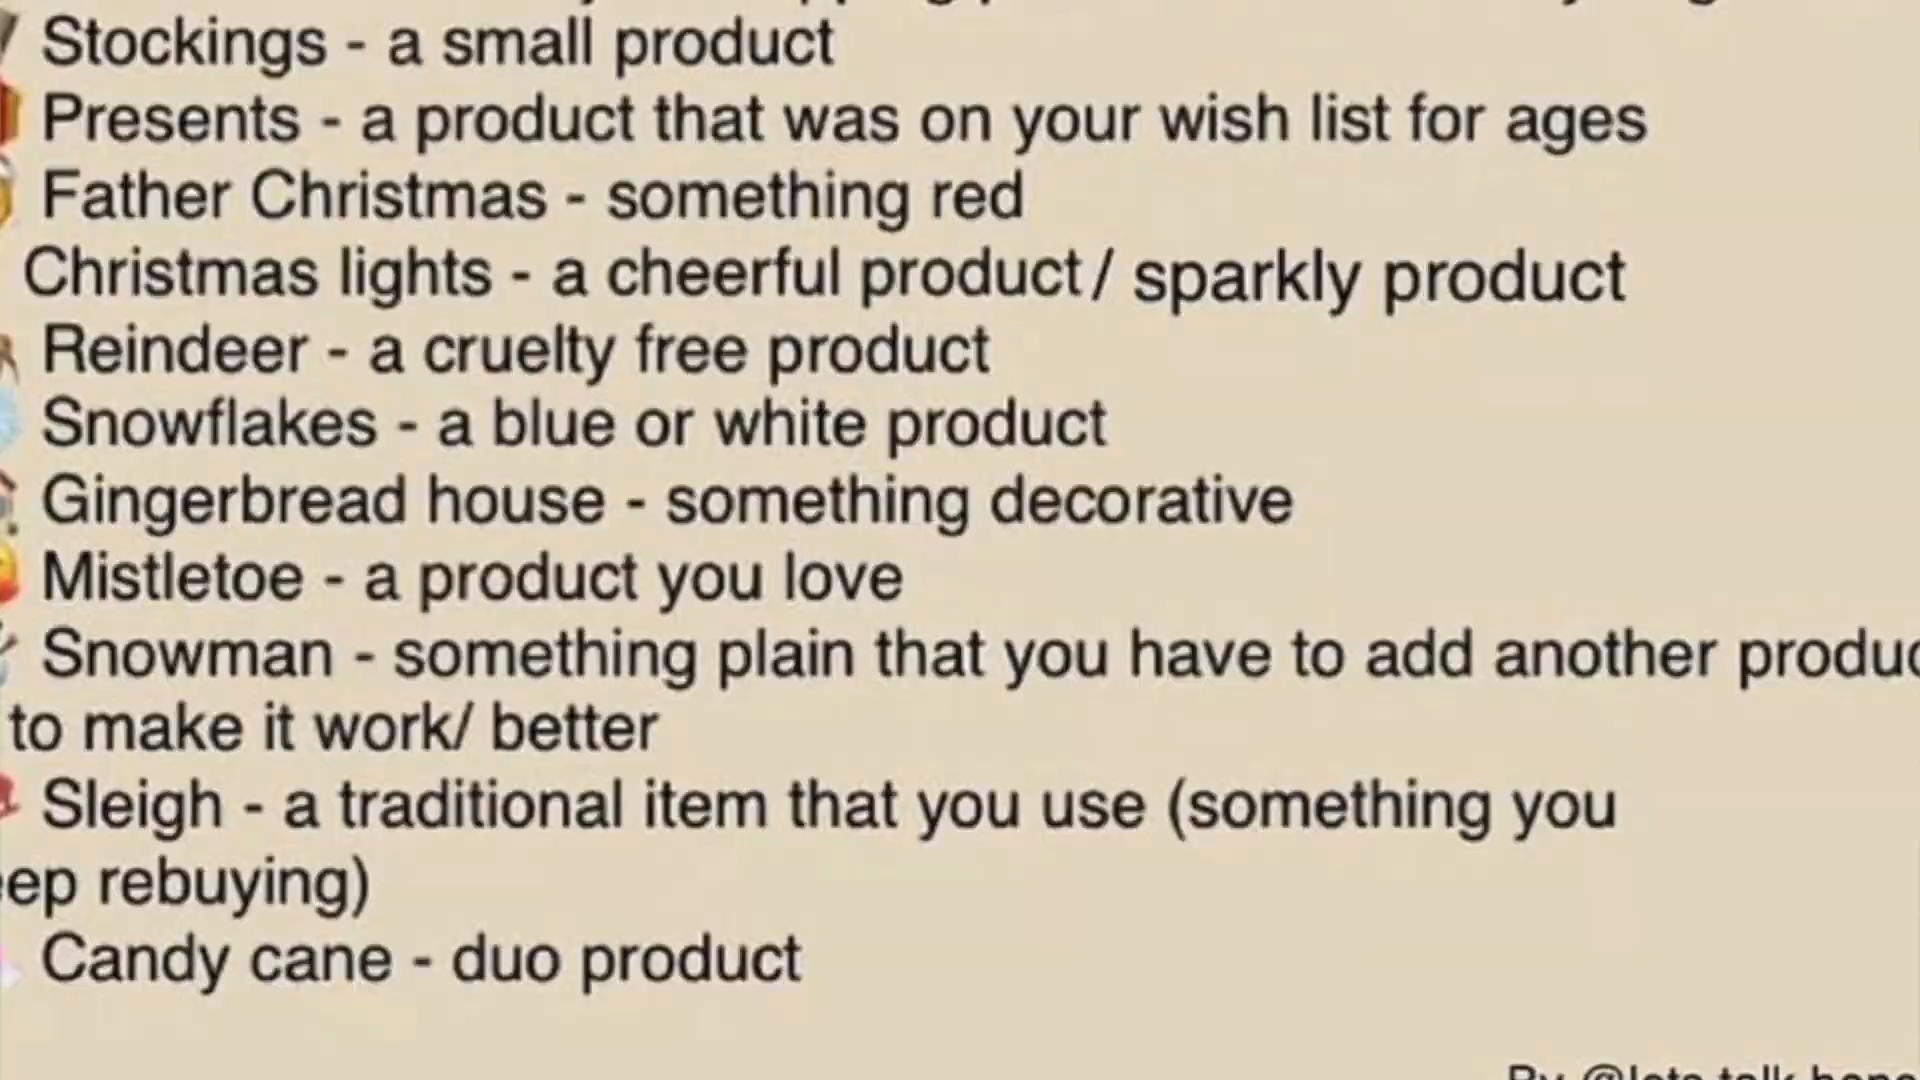 Stockings - a small product
Presents - a product that was on your wish list for ages
Father Christmas - something red
Christmas lights - a cheerful product/ sparkly product
Reindeer - a cruelty free product
Snowflakes - a blue or white product
Gingerbread house - something decorative
Mistletoe - a product you love
Snowman - something plain that you have to add another produc
to make it work/ better
Sleigh - a traditional item that you use (something you
eep rebuying)
Candy cane - duo product
By